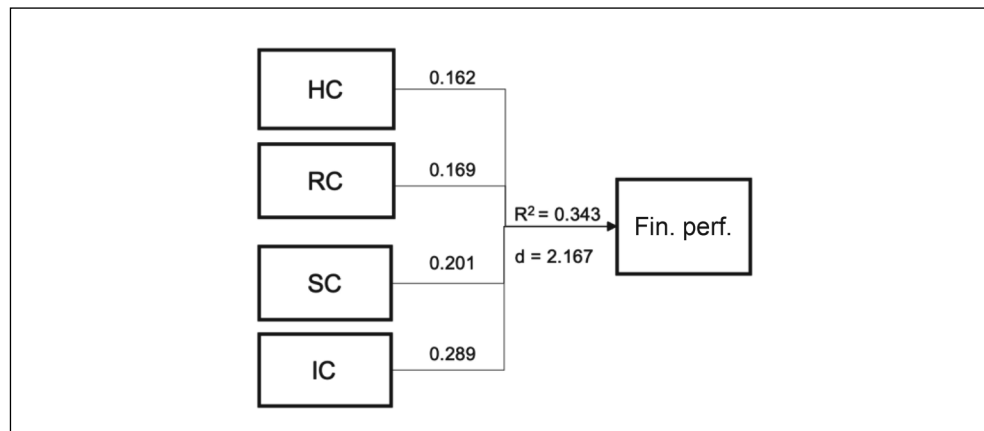 HC
0.162
RC
0.169
R² = 0.343
Fin. perf.
d = 2.167
SC
0.201
IC
0.289